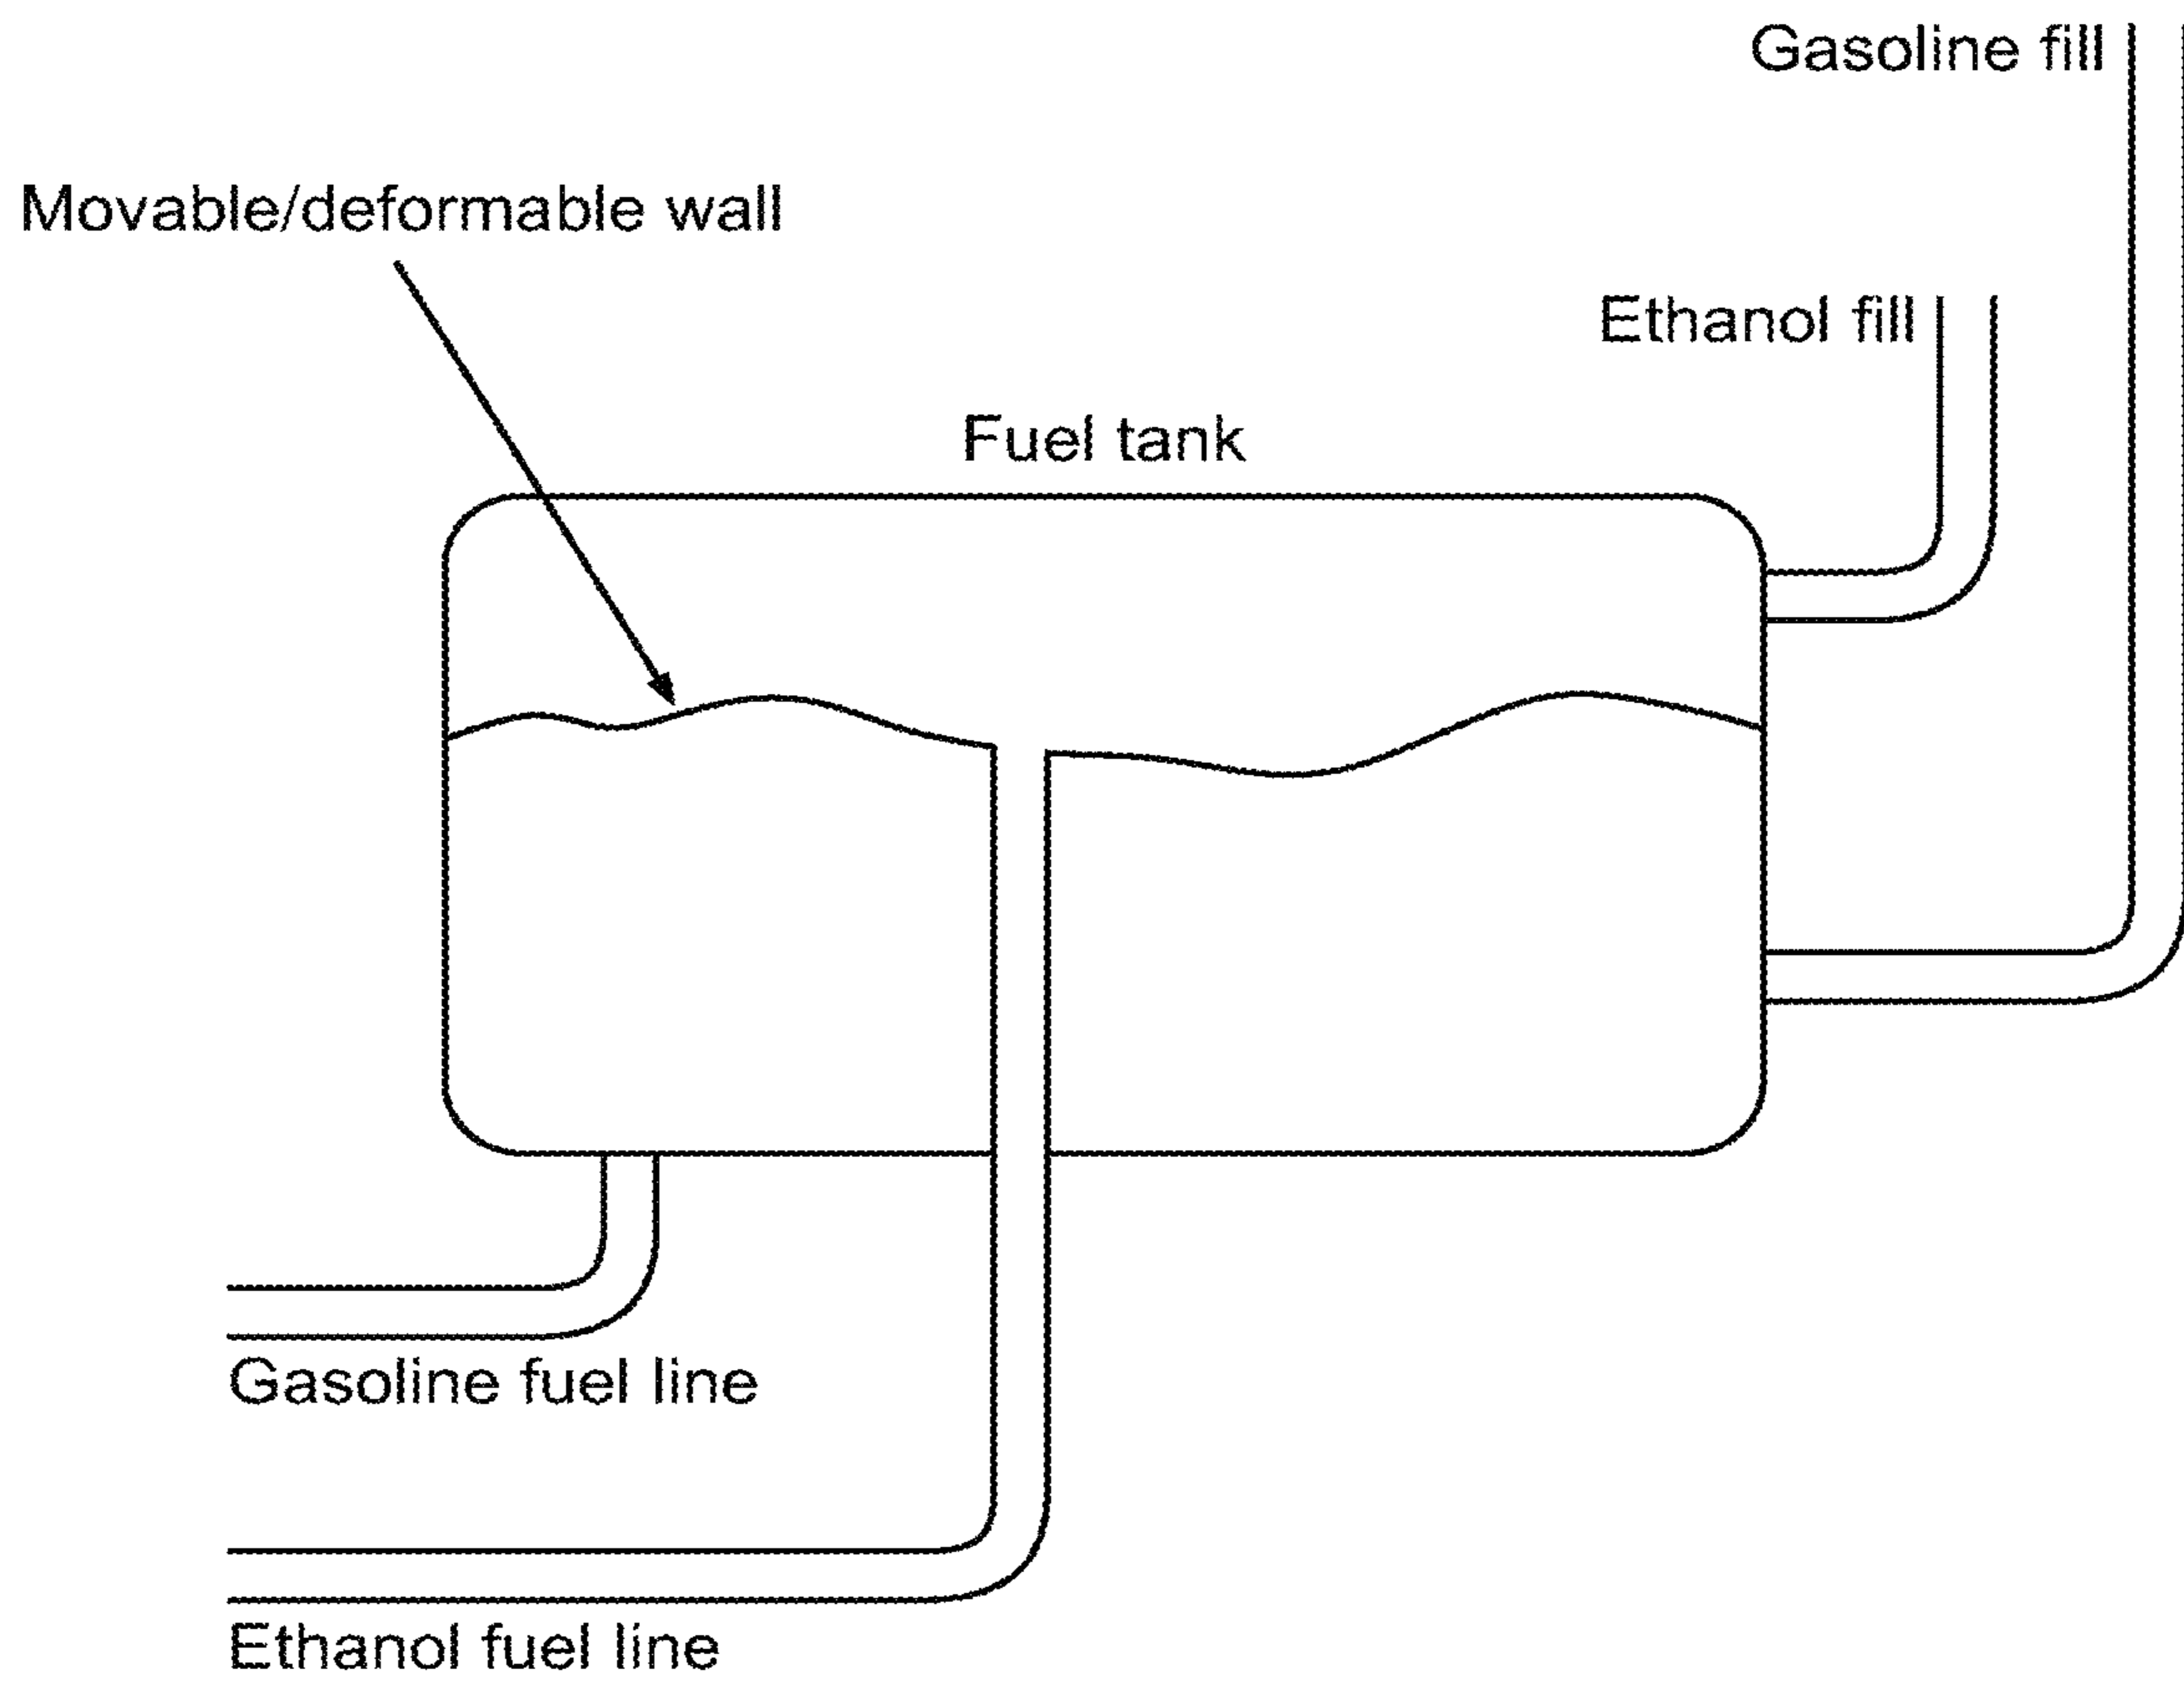 Gasoline fill
Movable/deformable wall
Ethanol fill
Fuel tank
Gasoline fuel line
Ethanol fuel line